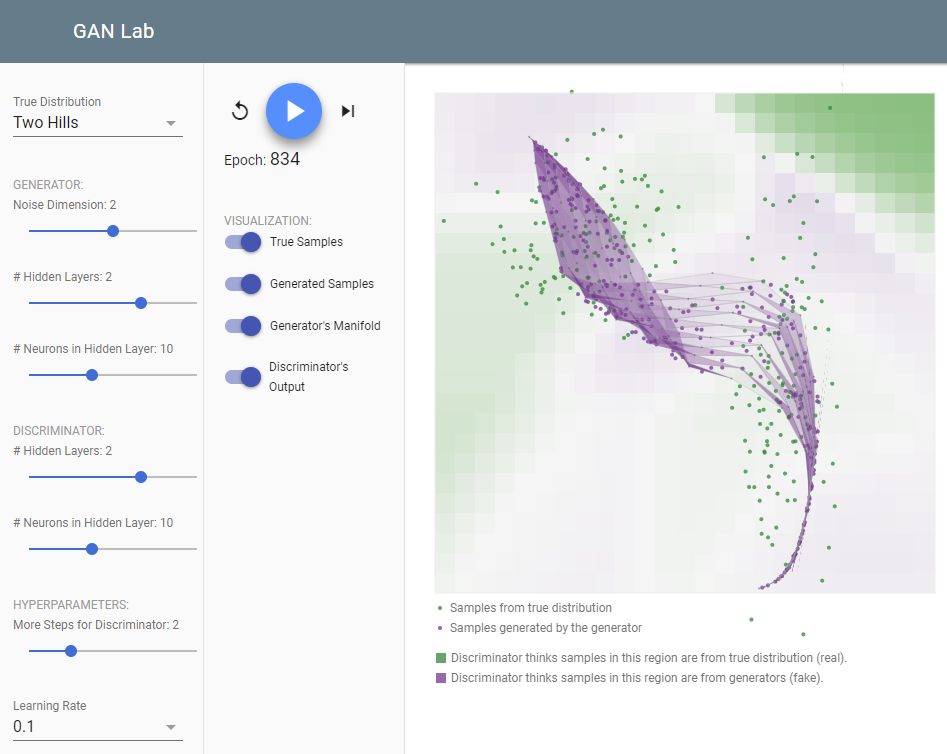 GAN Lab
True Distribution
Two Hills
GENERATOR:
Noise Dimension: 2
# Hidden Layers: 2
# Neurons in Hidden Layer: 10
DISCRIMINATOR:
# Hidden Layers: 2
# Neurons in Hidden Layer: 10
HYPERPARAMETERS:
More Steps for Discriminator: 2
Learning Rate
0.1
Epoch: 834
VISUALIZATION:
True Samples
Generated Samples
Generator's Manifold
Discriminator's
Output
Samples from true distribution
Samples generated by the generator
Discriminator thinks samples in this region are from true distribution (real).
Discriminator thinks samples in this region are from generators (fake).